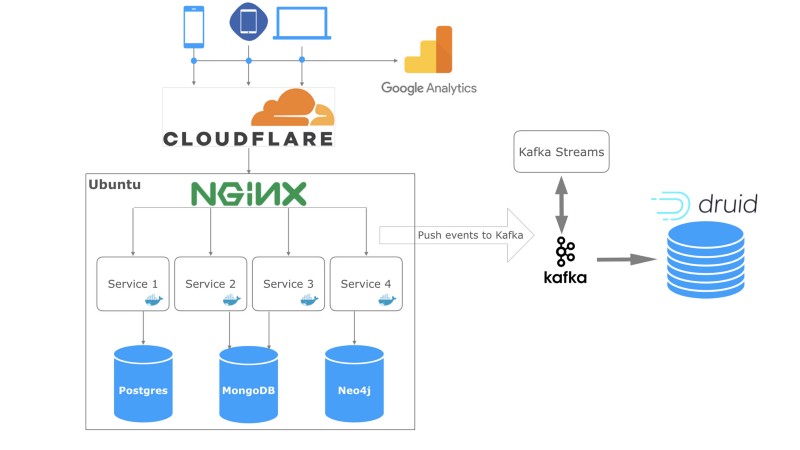 Google Analytics
CLOUDFLARE
Ubuntu
NGINX
Kafka Streams
druid
Push events to Kafka
kafka
Service 1
Service 2
Service 3
Service 4
Postgres
MongoDB
Neo4j